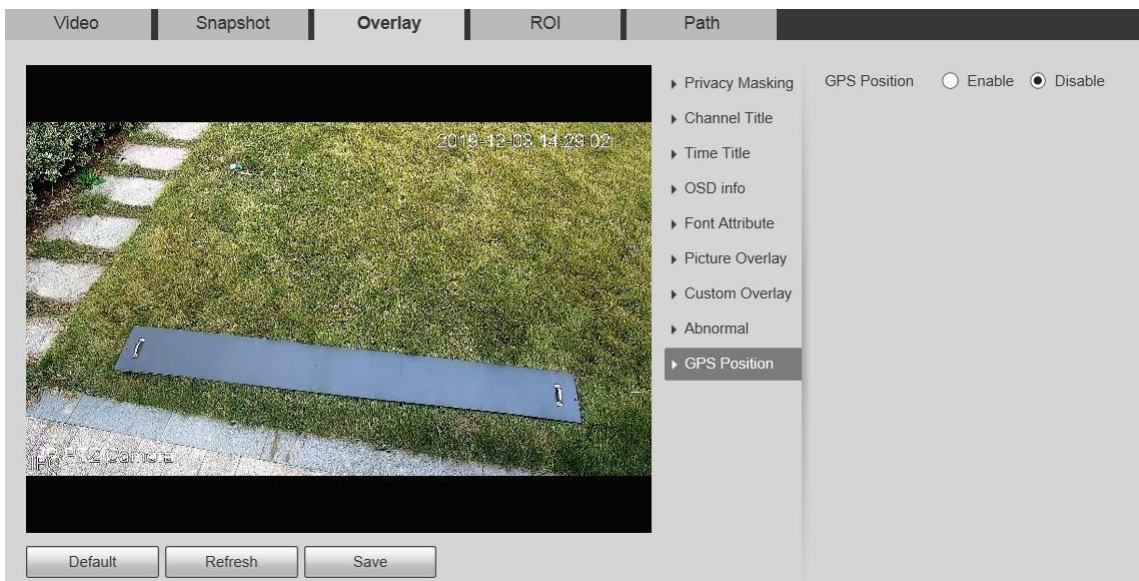 Video
Snapshot
Overlay
ROI
Path
2019-12-03 14:29:02
Camera
Privacy Masking
Channel Title
Time Title
OSD info
Font Attribute
Picture Overlay
Custom Overlay
Abnormal
GPS Position
GPS Position Enable Disable
Default
Refresh
Save